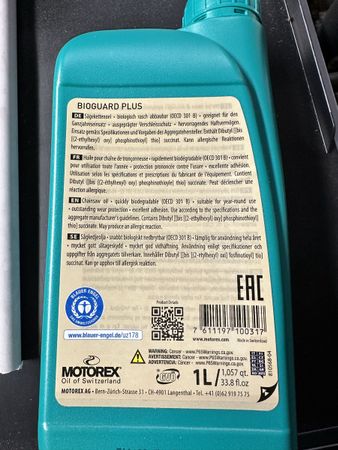 BIOGUARD PLUS
DE Sägekettenöl • biologisch rasch abbaubar (OECD 301 B) • geeignet für den
Ganzjahreseinsatz • ausgeprägter Verschleissschutz • hervorragendes Haftvermögen.
Einsatz gemäss Spezifikationen und Vorgaben der Aggregatehersteller. Enthält Dibutyl [[bis
[(2-ethylhexyl) oxy] phosphinothioyl] thio] succinat. Kann allergische Reaktionen
hervorrufen.
FR Huile pour chaîne de tronçonneuse • rapidement biodégradable (OECD 301 B) • convient
pour utilisation toute l'année • protection prononcée contre l'usure • excellente adhésion.
Utilisation selon les spécifications et prescriptions du fabricant de l'équipement. Contient
Dibutyl [[bis [(2-ethylhexyl) oxy] phosphinothioyl] thio] succinate. Peut déclencher une
réaction allergique.
EN Chainsaw oil • quickly biodegradable (OECD 301 B) • suitable for year-round use
• outstanding wear protection • excellent adhesion. Use according to the specifications and the
aggregate manufacturer's guidelines. Contains Dibutyl [[bis [(2-ethylhexyl) oxy] phosphinothioyl]
thio] succinate. May produce an allergic reaction.
SE Sågkedjeolja • snabbt biologiskt nedbrytbar (OECD 301 B) • lämplig för användning hela året
• mycket gott slitageskydd • mycket god vidhäftning. Användning enligt specifikationer och
uppgifter från aggregatets tillverkare. Innehåller Dibutyl [[bis [(2-ethylhexyl) oxy] fosfinotioyl] thio]
succinat. Kan ge upphov till allergisk reaktion.
BLAUER ENGEL
www.blauer-engel.de/uz178
Product Details
EAC
7 611197 100317
www.motorex.com Made in Switzerland
WARNING: Cancer - www.P65Warnings.ca.gov.
AVERTISSEMENT: Cancer - www.P65Warnings.ca.gov.
ADVERTENCIA: Cáncer - www.P65Warnings.ca.gov.
MOTOREX
Oil of Switzerland
1 L/ 1,057 qt.
33.8 fl.oz.
810568-04
MOTOREX AG • Bern-Zürich-Strasse 31 • CH-4901 Langenthal • Tel. +41 (0)62 919 75 75